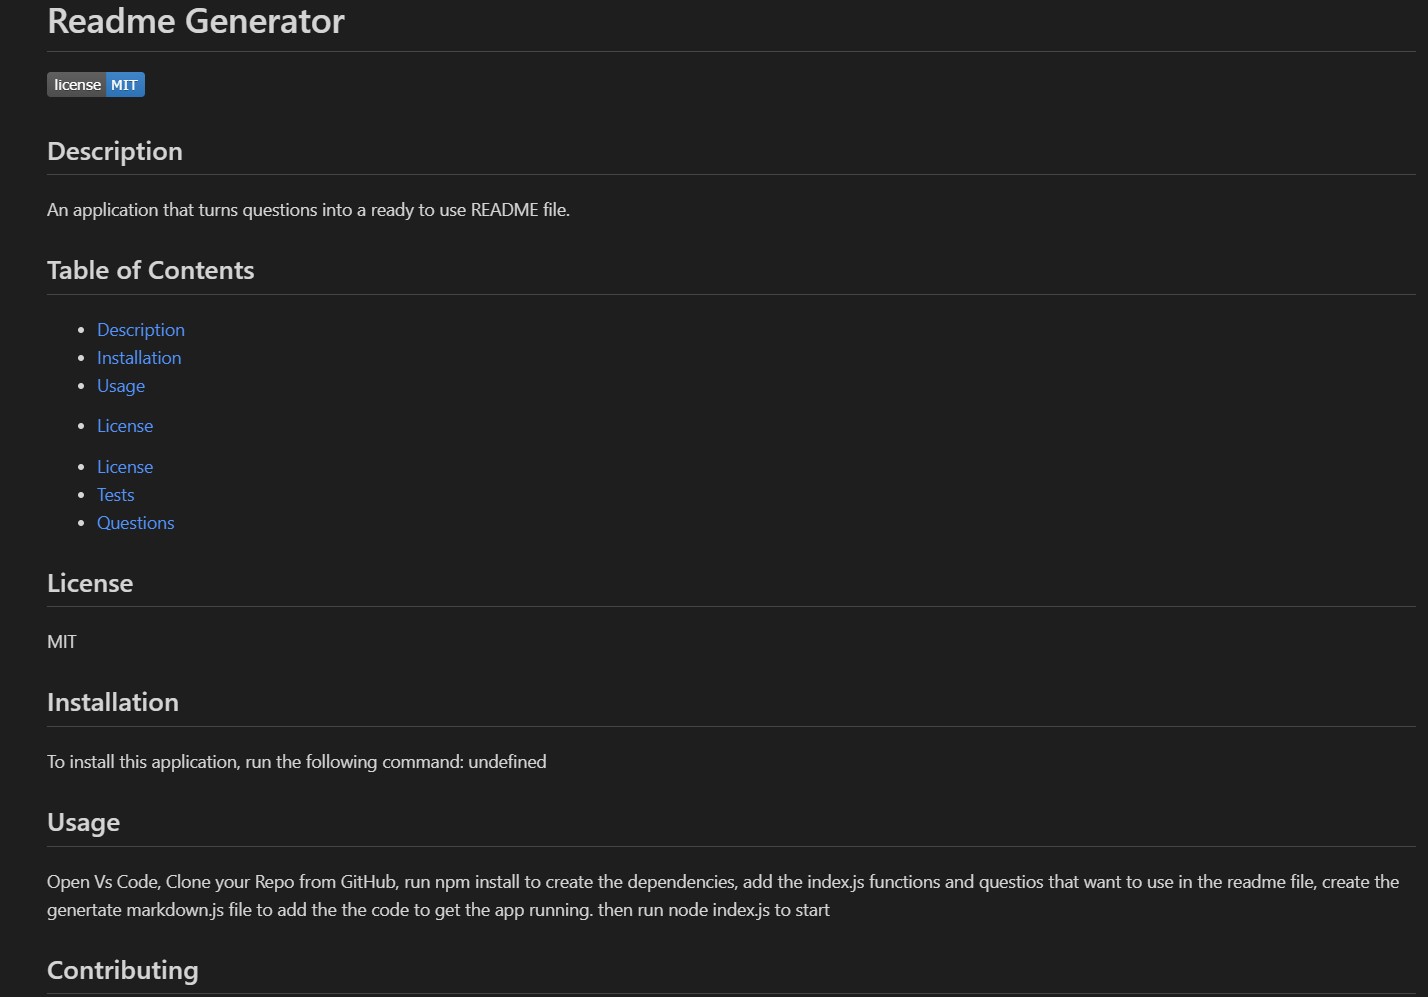 Readme Generator
license MIT
Description
An application that turns questions into a ready to use README file.
Table of Contents
Description
Installation
Usage
License
License
Tests
Questions
License
MIT
Installation
To install this application, run the following command: undefined
Usage
Open Vs Code, Clone your Repo from GitHub, run npm install to create the dependencies, add the index.js functions and questios that want to use in the readme file, create the
genertate markdown.js file to add the the code to get the app running. then run node index.js to start
Contributing